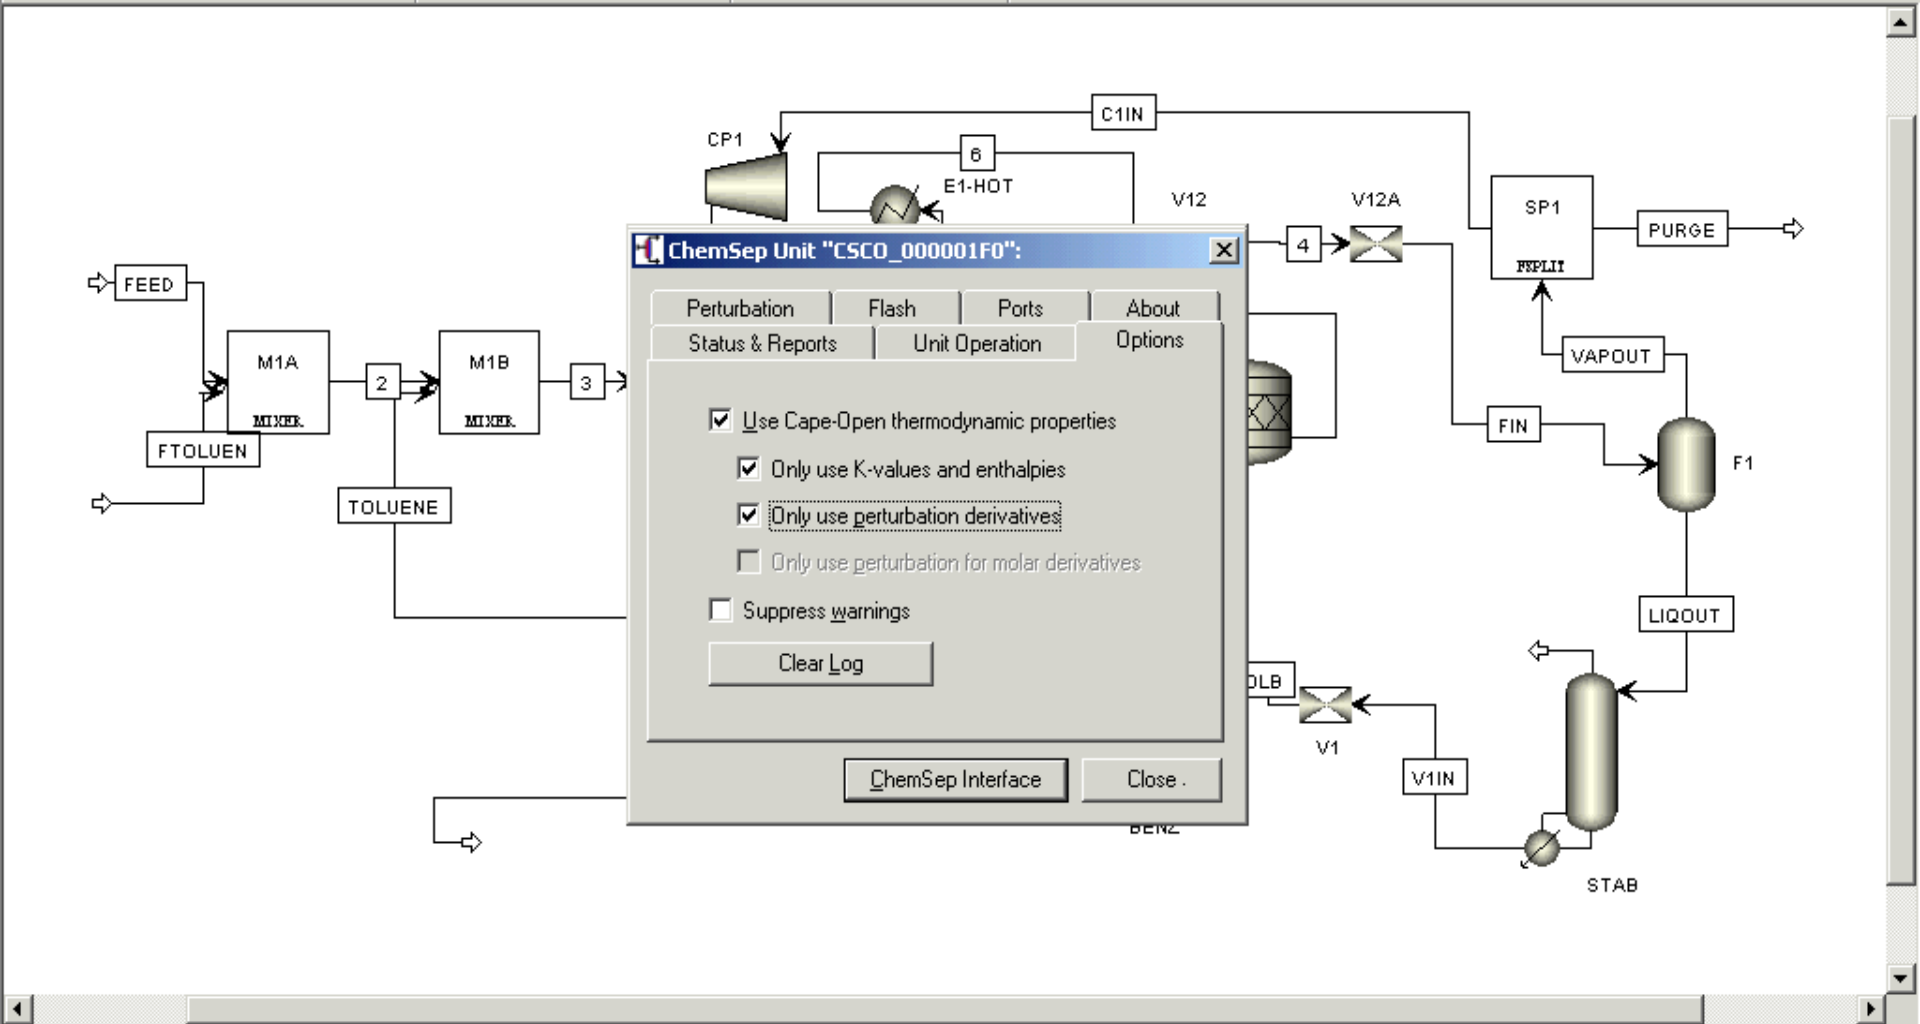 C1IN
CP1
6
E1-HOT
V12
V12A
SP1
FSPLIT
4
PURGE
ChemSep Unit "CSCO_000001F0":
FEED
Perturbation
Flash
Ports
About
Status & Reports
Unit Operation
Options
VAPOUT
M1A
MIXER
2
M1B
MIXER
3
Use Cape-Open thermodynamic properties
FIN
FTOLUEN
Only use K-values and enthalpies
F1
TOLUENE
Only use perturbation derivatives
Only use perturbation for molar derivatives
Suppress warnings
LIQOUT
Clear Log
OLB
V1
ChemSep Interface
Close
V1IN
BENZ
STAB